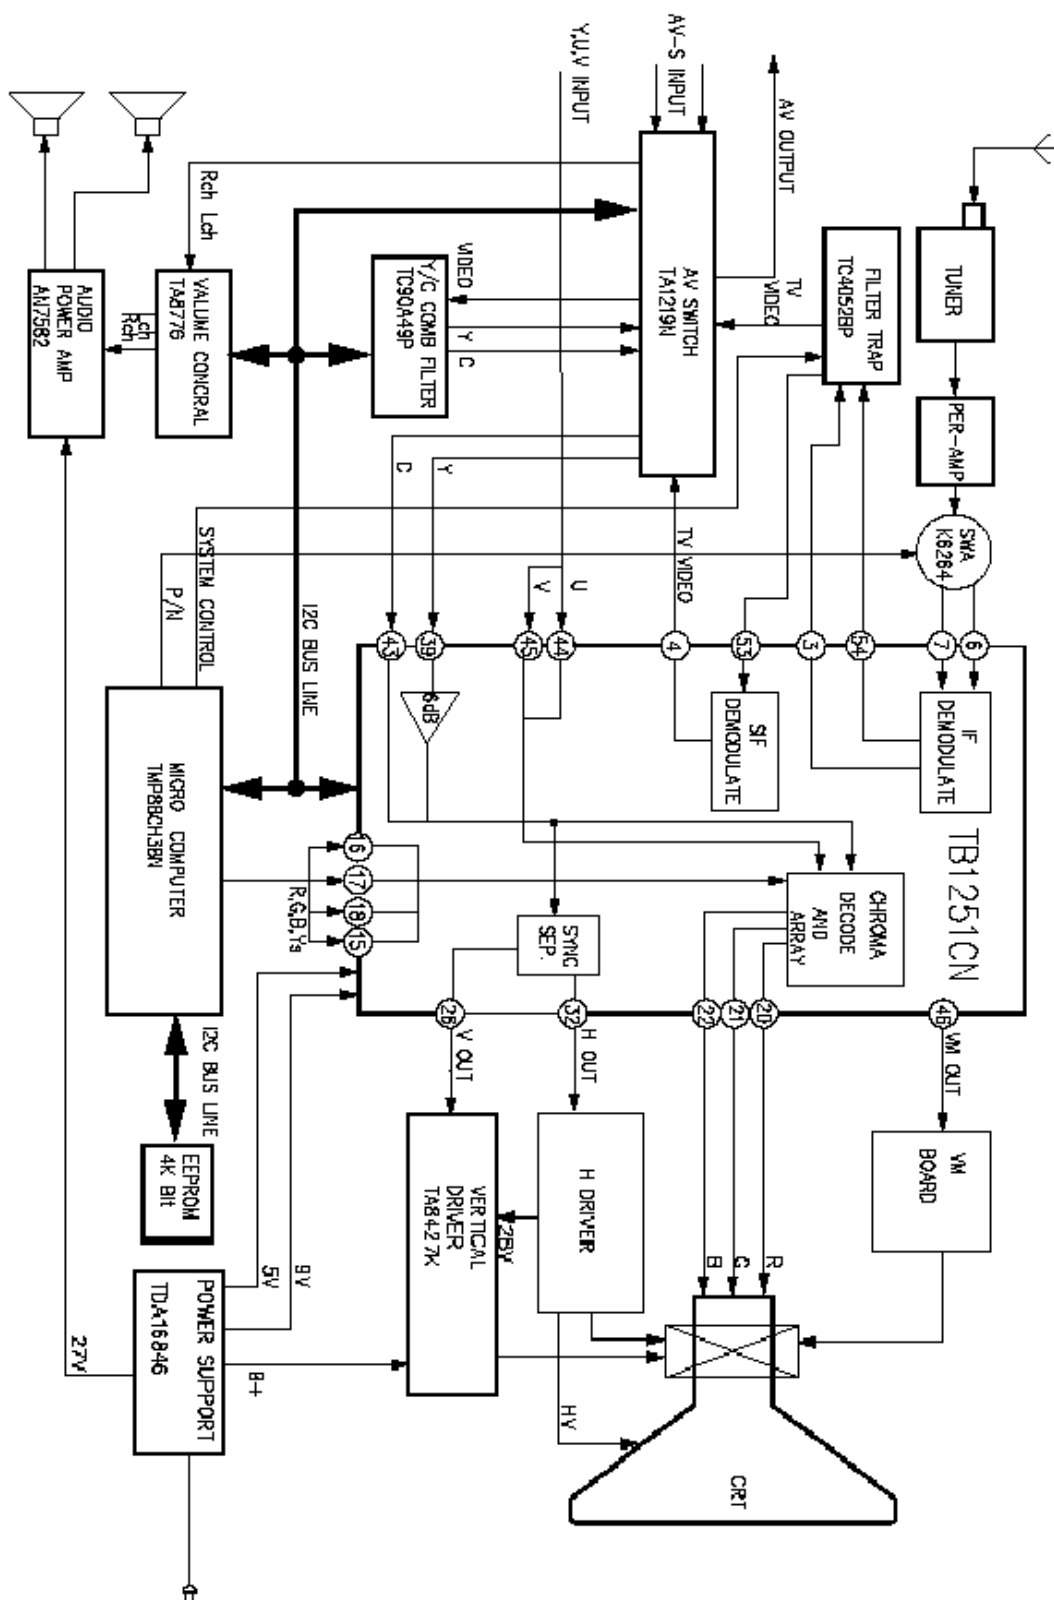 TUNER
PER-AMP
SWA
K6264
FILTER TRAP
TC4052BP
AV OUTPUT
TV
VIDEO
AV-S INPUT
AV SWITCH
TA1219N
TV VIDEO
Y,U,V INPUT
U
V
VIDEO
Y
C
Y/C COMB FILTER
TC90A49P
Y
C
Rch Lch
VALUME CONCRAL
TA8776
Lch
Rch
AUDIO
POWER AMP
AN7582
SYSTEM CONTROL
P/N
I2C BUS LINE
6
7
54
3
53
4
44
45
39
43
IF
DEMODULATE
SIF
DEMODULATE
6dB
TB1251CN
CHROMA
DECODE
AND
ARRAY
SYNC
SEP.
16
17
18
15
R,G,B,Ys
MICRO COMPUTER
46
20
21
22
32
26
VM OUT
H OUT
V OUT
VM
BOARD
H DRIVER
VERTICAL
DRIVER
TA8427K
I2C BUS LINE
EEPROM
4K Bit
R
G
B
5V
9V
B+
27V
POWER SUPPORT
TDA16846
HV
CRT